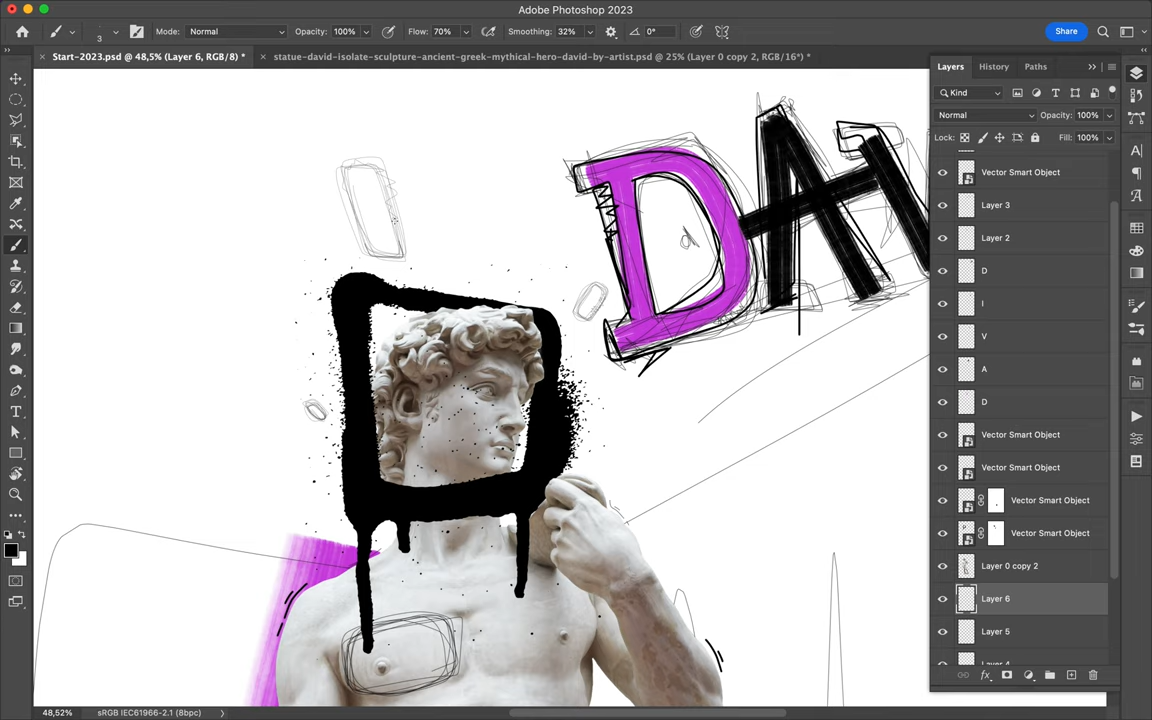 Adobe Photoshop 2023
3 Mode: Normal Opacity: 100% Flow: 70% Smoothing: 32% 0° Share
Start-2023.psd @ 48,5% (Layer 6, RGB/8) * statue-david-isolate-sculpture-ancient-greek-mythical-hero-david-by-artist.psd @ 25% (Layer 0 copy 2, RGB/16*) *
Layers History Paths
Kind
Normal Opacity: 100%
Lock: Fill: 100%
Vector Smart Object
Layer 3
Layer 2
D
I
V
A
D
Vector Smart Object
Vector Smart Object
Vector Smart Object
Vector Smart Object
Layer 0 copy 2
Layer 6
Layer 5
Layer 4
DAV
48,52% sRGB IEC61966-2.1 (8bpc)